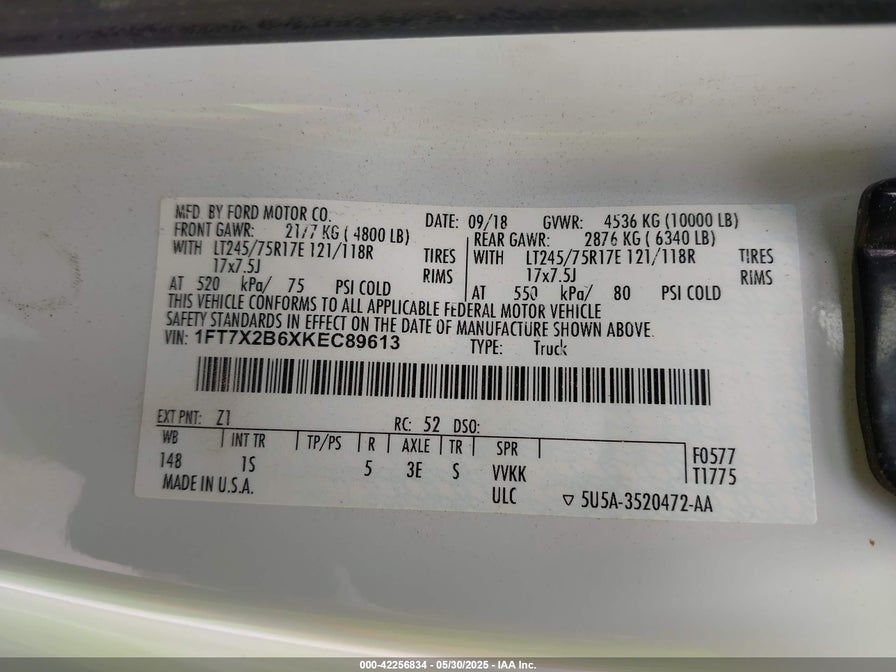 MFD BY FORD MOTOR CO. DATE: 09/18 GVWR: 4536 KG (10000 LB)
FRONT GAWR: 2177 KG ( 4800 LB) REAR GAWR: 2876 KG ( 6340 LB)
WITH LT245/75R17E 121/118R TIRES WITH LT245/75R17E 121/118R TIRES
17x7.5J RIMS 17x7.5J RIMS
AT 520 kPa/ 75 PSI COLD AT 550 kPa/ 80 PSI COLD
THIS VEHICLE CONFORMS TO ALL APPLICABLE FEDERAL MOTOR VEHICLE
SAFETY STANDARDS IN EFFECT ON THE DATE OF MANUFACTURE SHOWN ABOVE.
VIN: 1FT7X2B6XKEC89613 TYPE: Truck
EXT PNT: Z1 RC: 52 DSO:
WB INT TR TP/PS R AXLE TR SPR F0577
148 1S 5 3E S VVKK T1775
MADE IN U.S.A. ULC 5U5A-3520472-AA
000-42256834 - 05/30/2025 - IAA Inc.